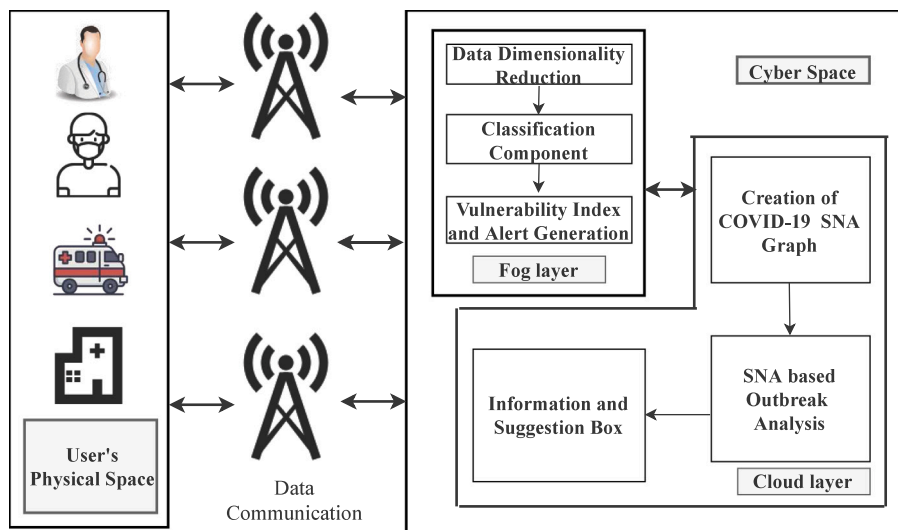 User's
Physical Space
Data
Communication
Data Dimensionality
Reduction
Classification
Component
Vulnerability Index
and Alert Generation
Fog layer
Cyber Space
Creation of
COVID-19 SNA
Graph
SNA based
Outbreak
Analysis
Information and
Suggestion Box
Cloud layer